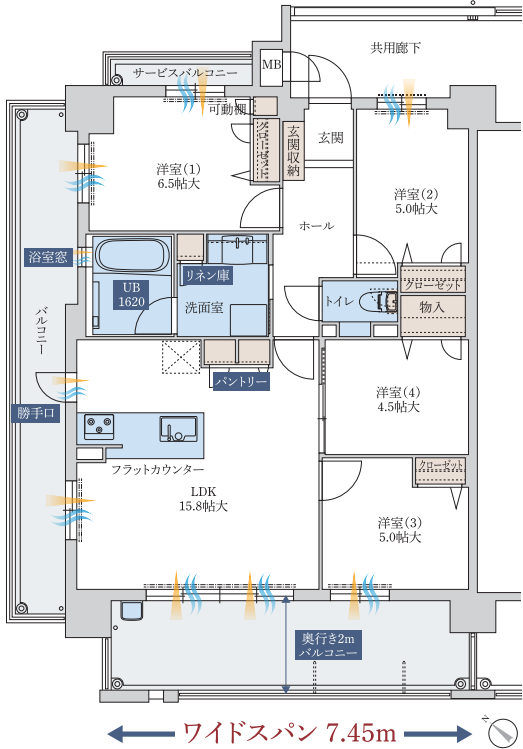 共用廊下
MB
サービスバルコニー
可動棚
クローゼット
玄関収納
玄関
洋室(1)
6.5帖大
洋室(2)
5.0帖大
ホール
浴室窓
UB
1620
リネン庫
洗面室
トイレ
クローゼット
物入
バルコニー
パントリー
勝手口
洋室(4)
4.5帖大
フラットカウンター
LDK
15.8帖大
クローゼット
洋室(3)
5.0帖大
奥行き2m
バルコニー
ワイドスパン 7.45m
N